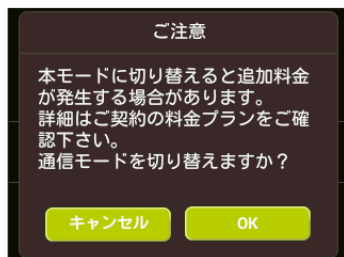 ご注意
本モードに切り替えると追加料金
が発生する場合があります。
詳細はご契約の料金プランをご確
認下さい。
通信モードを切り替えますか？
キャンセル
OK